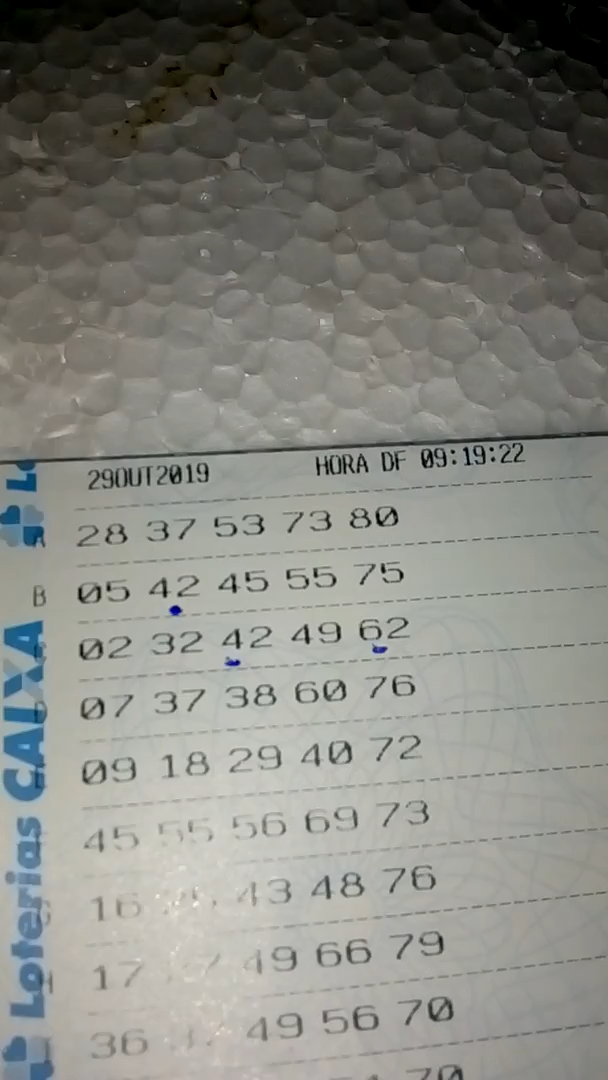 29OUT2019 HORA DF 09:19:22
A 28 37 53 73 80
B 05 42 45 55 75
02 32 42 49 62
07 37 38 60 76
09 18 29 40 72
45 55 56 69 73
16 43 48 76
17 49 66 79
36 49 56 70
70
Loterias CAIXA